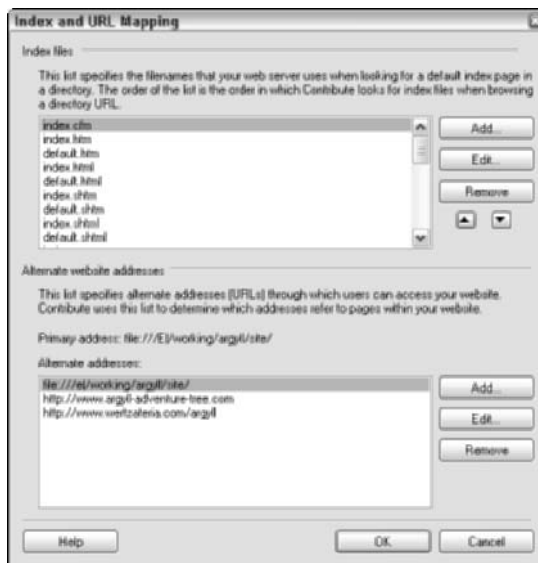 Index and URL Mapping
Index files
This list specifies the filenames that your web server uses when looking for a default index page in
a directory. The order of the list is the order in which Contribute looks for index files when browsing
a directory URL.
index.cfm
index.htm
default.htm
index.html
default.html
index.shtm
default.shtm
index.shtml
default.shtml
Add...
Edit...
Remove
Alternate website addresses
This list specifies alternate addresses (URLs) through which users can access your website.
Contribute uses this list to determine which addresses refer to pages within your website.
Primary address: file:///E|/working/argyll/site/
Alternate addresses:
file:///e|/working/argyll/site/
http://www.argyll-adventure-tree.com
http://www.wertzateria.com/argyll
Add...
Edit...
Remove
Help
OK
Cancel